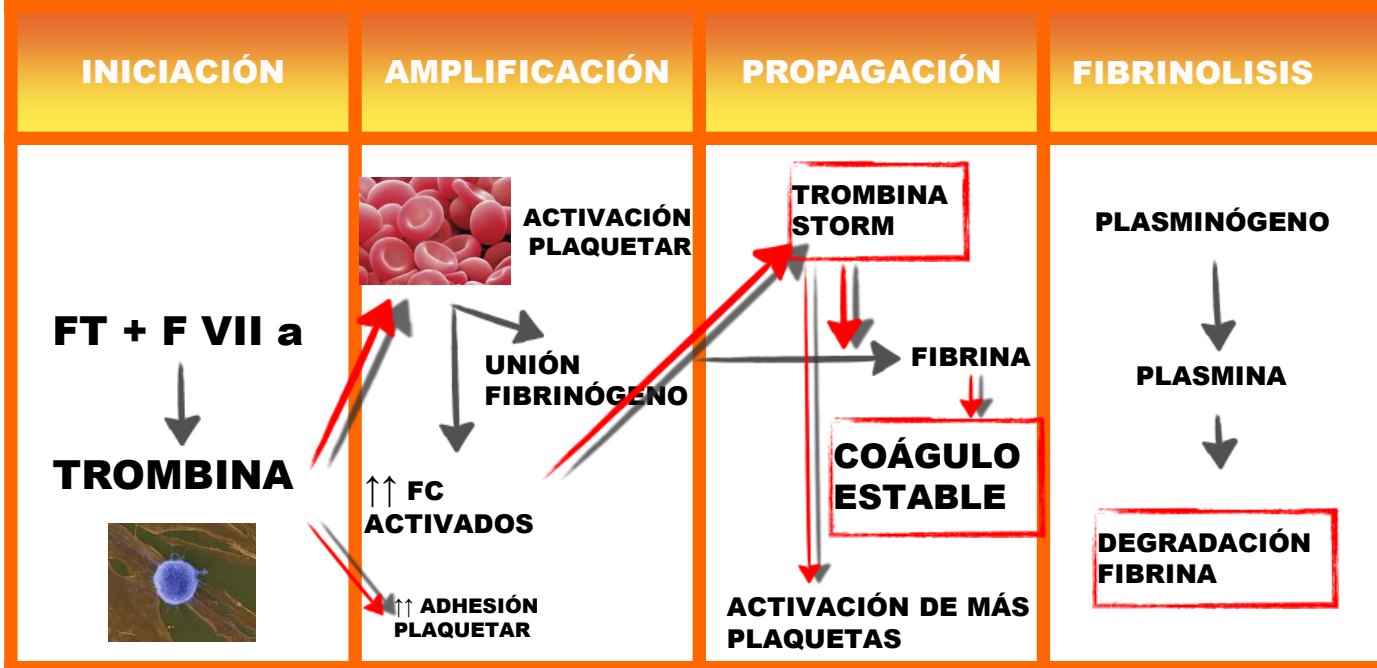 INICIACIÓN
AMPLIFICACIÓN
PROPAGACIÓN
FIBRINOLISIS
FT + F VII a
TROMBINA
ACTIVACIÓN
PLAQUETAR
UNIÓN
FIBRINÓGENO
↑↑ FC
ACTIVADOS
↑↑ ADHESIÓN
PLAQUETAR
TROMBINA
STORM
FIBRINA
COÁGULO
ESTABLE
ACTIVACIÓN DE MÁS
PLAQUETAS
PLASMINÓGENO
PLASMINA
DEGRADACIÓN
FIBRINA